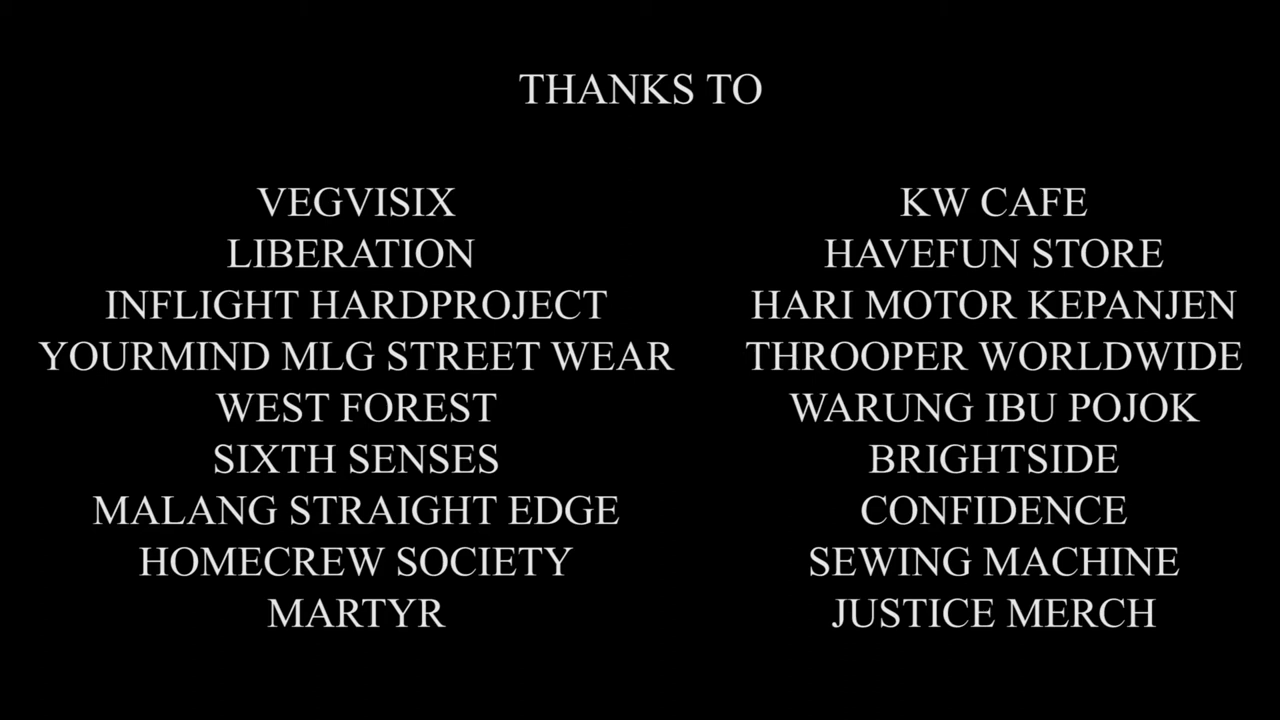 THANKS TO
VEGVISIX
LIBERATION
INFLIGHT HARDPROJECT
YOURMIND MLG STREET WEAR
WEST FOREST
SIXTH SENSES
MALANG STRAIGHT EDGE
HOMECREW SOCIETY
MARTYR
KW CAFE
HAVEFUN STORE
HARI MOTOR KEPANJEN
THROOPER WORLDWIDE
WARUNG IBU POJOK
BRIGHTSIDE
CONFIDENCE
SEWING MACHINE
JUSTICE MERCH